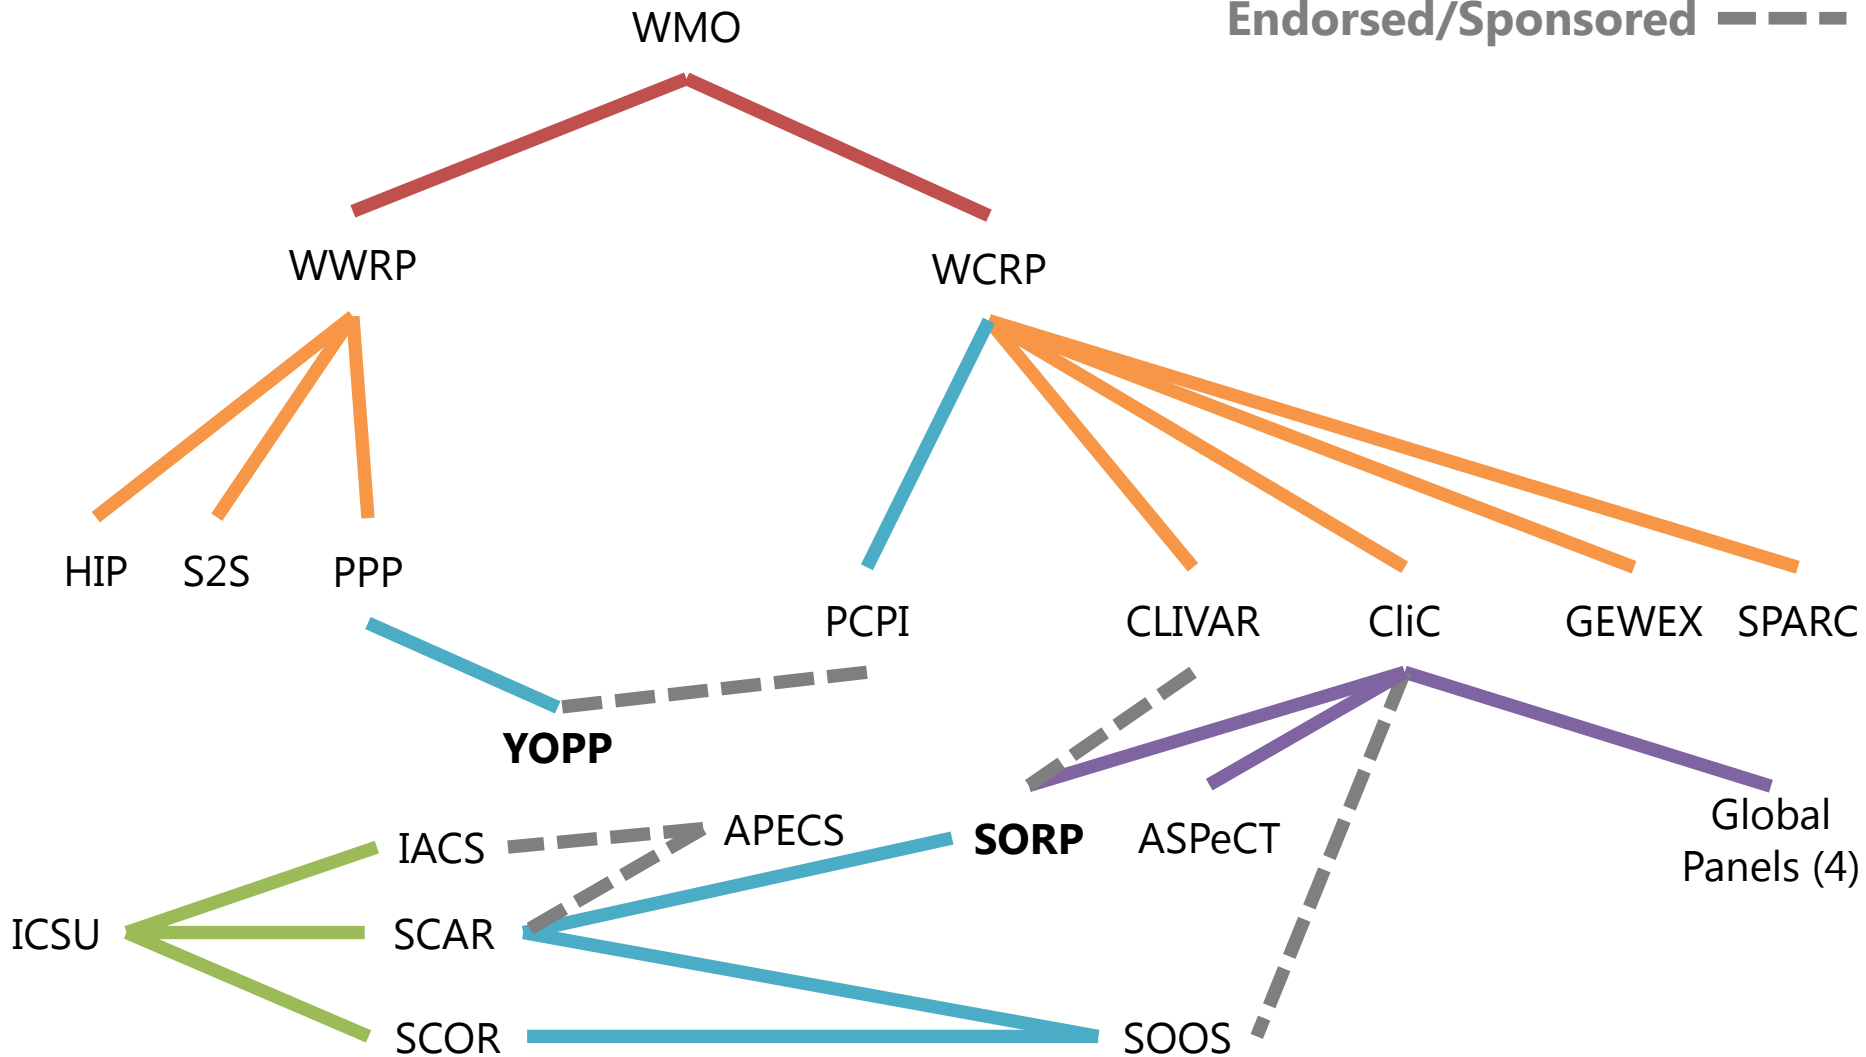 WMO
Endorsed/Sponsored
WWRP
WCRP
HIP
S2S
PPP
PCPI
CLIVAR
CliC
GEWEX
SPARC
YOPP
IACS
APECS
SORP
ASPeCT
Global
Panels (4)
ICSU
SCAR
SCOR
SOOS